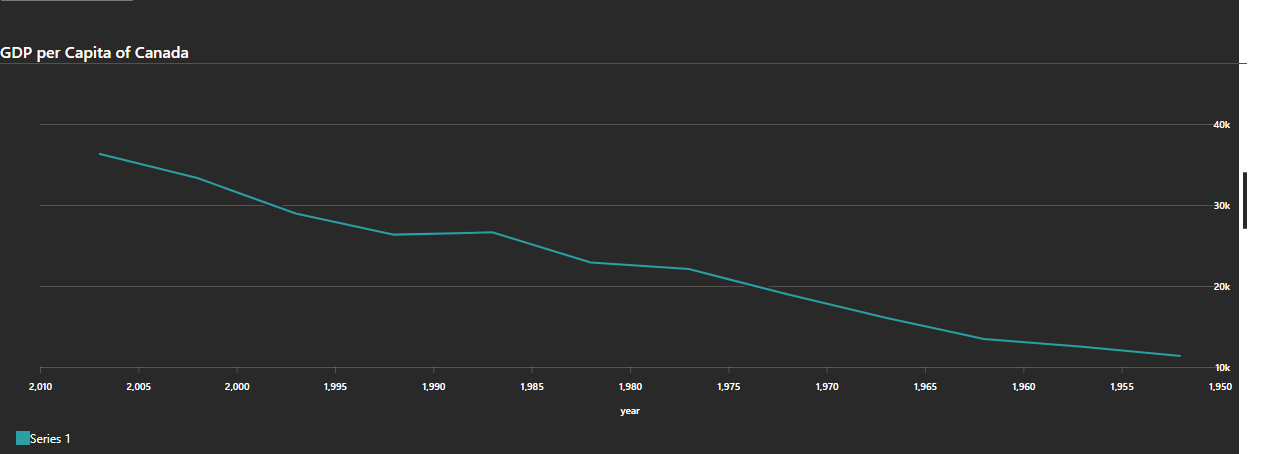 GDP per Capita of Canada
40k
30k
20k
10k
2,010 2,005 2,000 1,995 1,990 1,985 1,980 1,975 1,970 1,965 1,960 1,955 1,950
year
Series 1